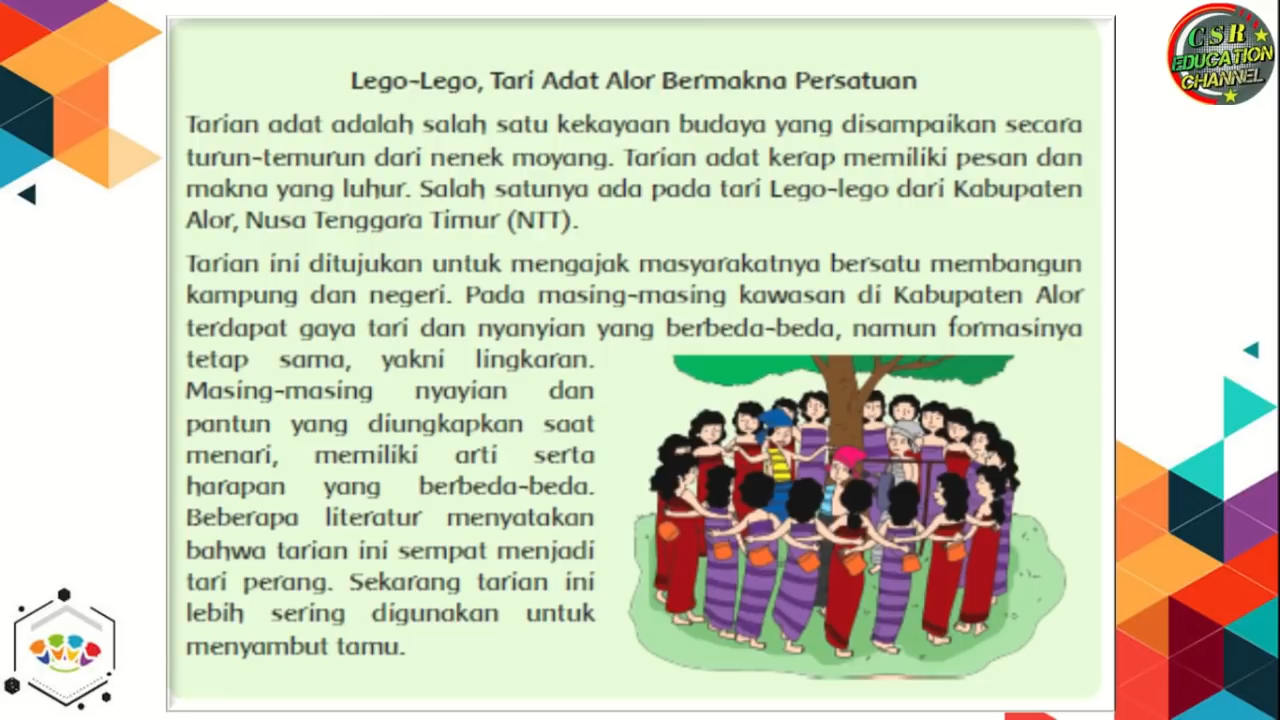 CSR
EDUCATION
CHANNEL
Lego-Lego, Tari Adat Alor Bermakna Persatuan
Tarian adat adalah salah satu kekayaan budaya yang disampaikan secara
turun-temurun dari nenek moyang. Tarian adat kerap memiliki pesan dan
makna yang luhur. Salah satunya ada pada tari Lego-lego dari Kabupaten
Alor, Nusa Tenggara Timur (NTT).
Tarian ini ditujukan untuk mengajak masyarakatnya bersatu membangun
kampung dan negeri. Pada masing-masing kawasan di Kabupaten Alor
terdapat gaya tari dan nyanyian yang berbeda-beda, namun formasinya
tetap sama, yakni lingkaran.
Masing-masing nyayian dan
pantun yang diungkapkan saat
menari, memiliki arti serta
harapan yang berbeda-beda.
Beberapa literatur menyatakan
bahwa tarian ini sempat menjadi
tari perang. Sekarang tarian ini
lebih sering digunakan untuk
menyambut tamu.